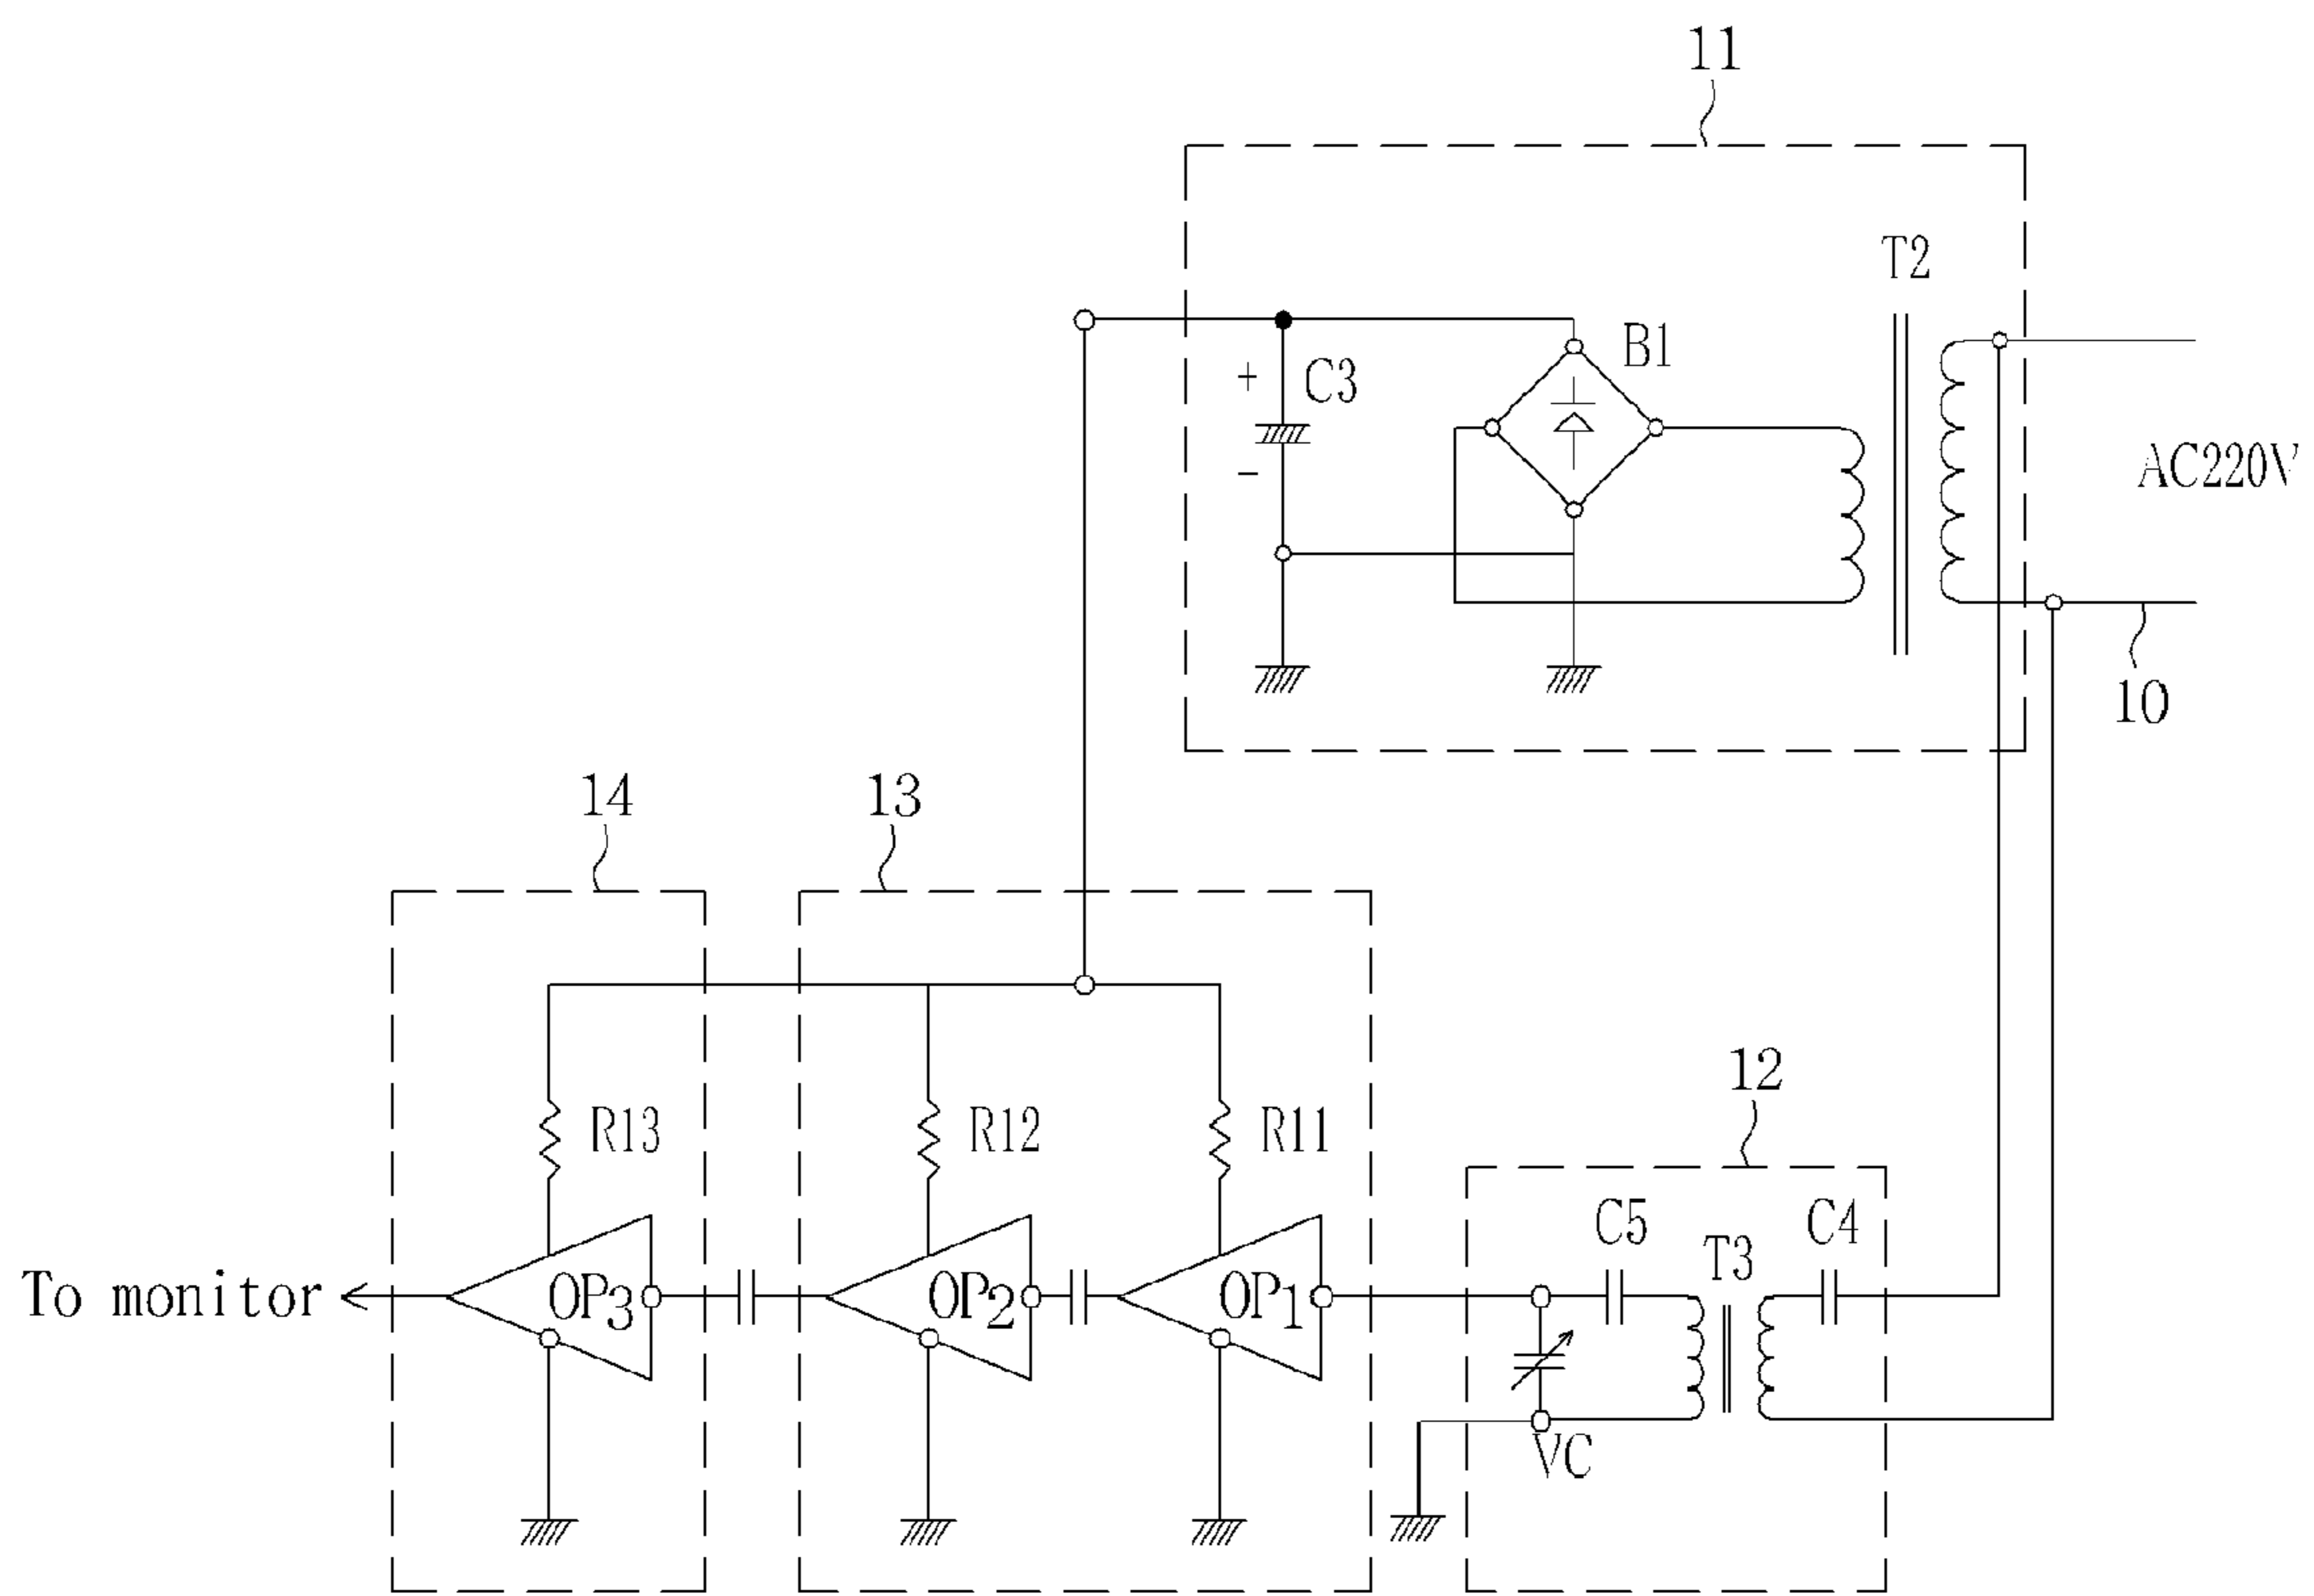 11
T2
B1
+
C3
-
AC220V
10
14
13
12
R13
R12
R11
C5
C4
T3
To monitor
OP3
OP2
OP1
VC